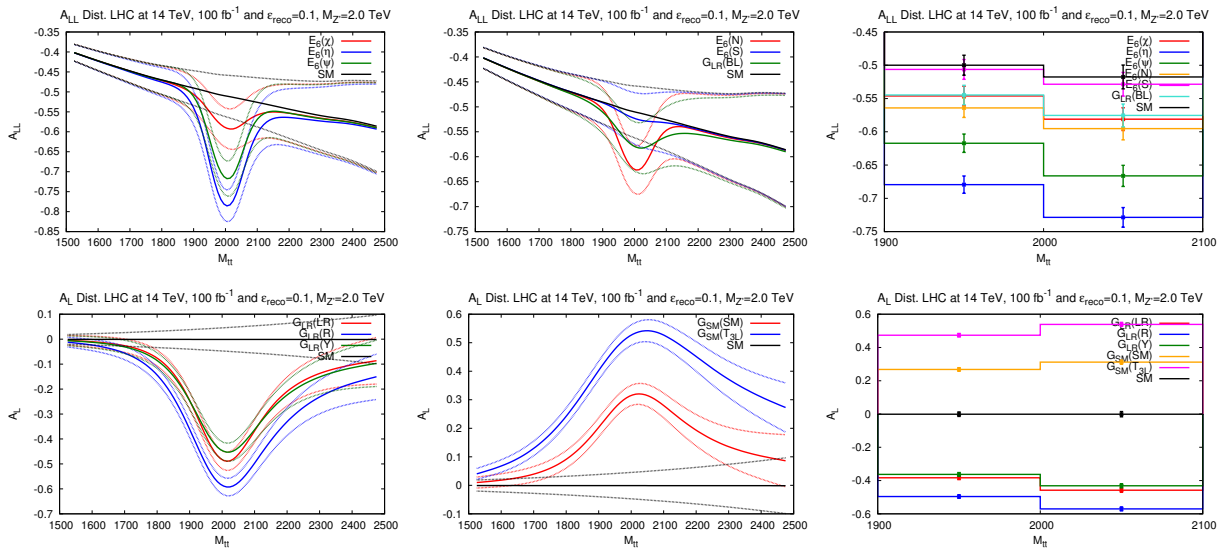 A_LL Dist. LHC at 14 TeV, 100 fb⁻¹ and ε_reco=0.1, M_Z'=2.0 TeV
A_LL
-0.35
-0.4
-0.45
-0.5
-0.55
-0.6
-0.65
-0.7
-0.75
-0.8
-0.85
E₆(χ)
E₆(η)
E₆(ψ)
SM
1500 1600 1700 1800 1900 2000 2100 2200 2300 2400 2500
M_tt
A_LL Dist. LHC at 14 TeV, 100 fb⁻¹ and ε_reco=0.1, M_Z'=2.0 TeV
A_LL
-0.35
-0.4
-0.45
-0.5
-0.55
-0.6
-0.65
-0.7
-0.75
E₆(N)
E₆(S)
G_LR(BL)
SM
1500 1600 1700 1800 1900 2000 2100 2200 2300 2400 2500
M_tt
A_LL Dist. LHC at 14 TeV, 100 fb⁻¹ and ε_reco=0.1, M_Z'=2.0 TeV
A_LL
-0.45
-0.5
-0.55
-0.6
-0.65
-0.7
-0.75
E₆(χ)
E₆(η)
E₆(ψ)
E₆(N)
E₆(S)
G_LR(BL)
SM
1900 2000 2100
M_tt
A_L Dist. LHC at 14 TeV, 100 fb⁻¹ and ε_reco=0.1, M_Z'=2.0 TeV
A_L
0.1
0
-0.1
-0.2
-0.3
-0.4
-0.5
-0.6
-0.7
G_LR(LR)
G_LR(R)
G_LR(Y)
SM
1500 1600 1700 1800 1900 2000 2100 2200 2300 2400 2500
M_tt
A_L Dist. LHC at 14 TeV, 100 fb⁻¹ and ε_reco=0.1, M_Z'=2.0 TeV
A_L
0.6
0.5
0.4
0.3
0.2
0.1
0
-0.1
G_SM(SM)
G_SM(T_3L)
SM
1500 1600 1700 1800 1900 2000 2100 2200 2300 2400 2500
M_tt
A_L Dist. LHC at 14 TeV, 100 fb⁻¹ and ε_reco=0.1, M_Z'=2.0 TeV
A_L
0.6
0.4
0.2
0
-0.2
-0.4
-0.6
G_LR(LR)
G_LR(R)
G_LR(Y)
G_SM(SM)
G_SM(T_3L)
SM
1900 2000 2100
M_tt